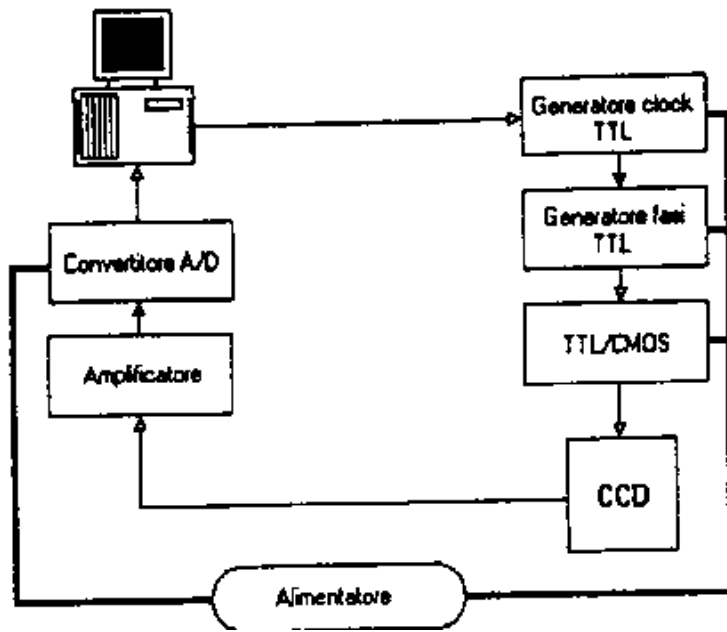 Generatore clock
TTL
Generatore fasi
TTL
Convertitore A/D
TTL/CMOS
Amplificatore
CCD
Alimentatore